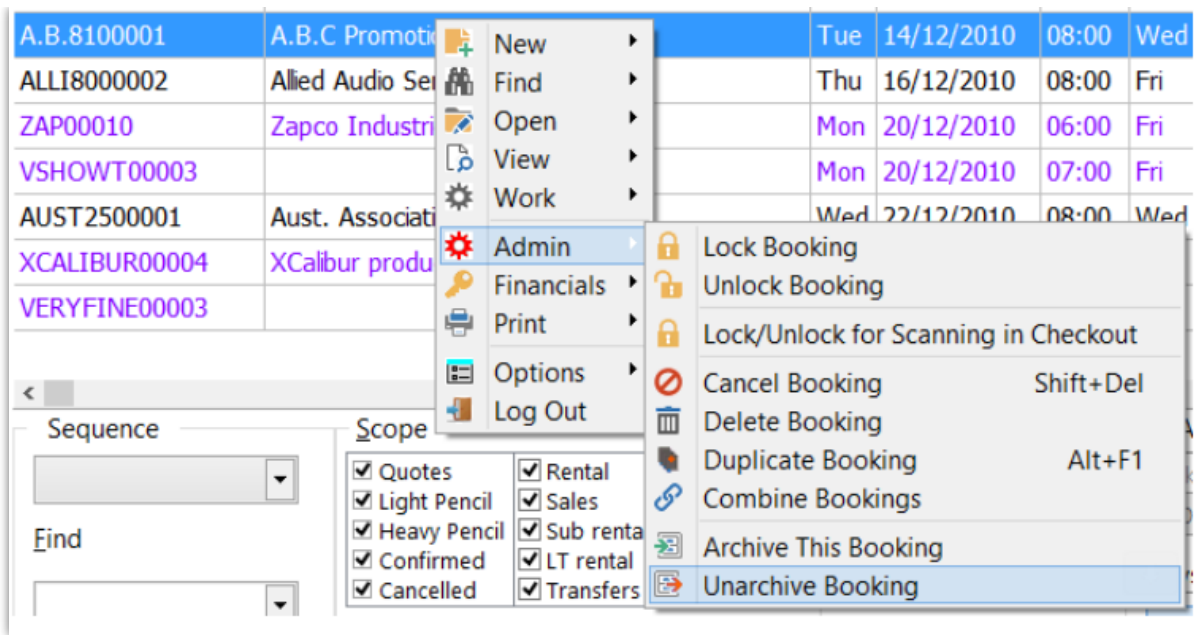 A.B.8100001 A.B.C Promoti Tue 14/12/2010 08:00 Wed
ALLI8000002 Allied Audio Ser Thu 16/12/2010 08:00 Fri
ZAP00010 Zapco Industri Mon 20/12/2010 06:00 Fri
VSHOWT00003 Mon 20/12/2010 07:00 Fri
AUST2500001 Aust. Associati Wed 22/12/2010 08:00 Wed
XCALIBUR00004 XCalibur produ
VERYFINE00003
New
Find
Open
View
Work
Admin
Financials
Print
Options
Log Out
Lock Booking
Unlock Booking
Lock/Unlock for Scanning in Checkout
Cancel Booking Shift+Del
Delete Booking
Duplicate Booking Alt+F1
Combine Bookings
Archive This Booking
Unarchive Booking
Sequence
Find
Scope
Quotes Rental
Light Pencil Sales
Heavy Pencil Sub renta
Confirmed LT rental
Cancelled Transfers